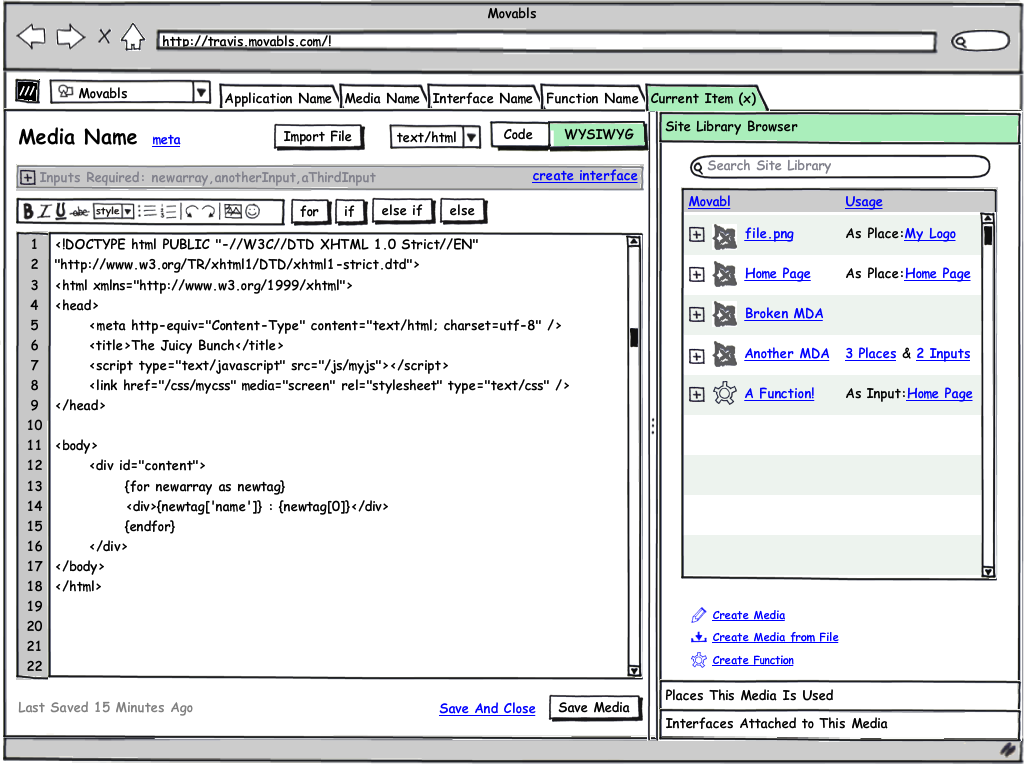 Movabls
http://travis.movabls.com/!
Movabls
Application Name
Media Name
Interface Name
Function Name
Current Item (x)
Media Name
meta
Import File
text/html
Code
WYSIWYG
Inputs Required: newarray,anotherInput,aThirdInput
create interface
B I U abc style
for
if
else if
else
1 <!DOCTYPE html PUBLIC "-//W3C//DTD XHTML 1.0 Strict//EN"
2 "http://www.w3.org/TR/xhtml1/DTD/xhtml1-strict.dtd">
3 <html xmlns="http://www.w3.org/1999/xhtml">
4 <head>
5 <meta http-equiv="Content-Type" content="text/html; charset=utf-8" />
6 <title>The Juicy Bunch</title>
7 <script type="text/javascript" src="/js/myjs"></script>
8 <link href="/css/mycss" media="screen" rel="stylesheet" type="text/css" />
9 </head>
10
11 <body>
12 <div id="content">
13 {for newarray as newtag}
14 <div>{newtag['name']} : {newtag[0]}</div>
15 {endfor}
16 </div>
17 </body>
18 </html>
19
20
21
22
Last Saved 15 Minutes Ago
Save And Close
Save Media
Site Library Browser
Search Site Library
Movabl Usage
file.png As Place:My Logo
Home Page As Place:Home Page
Broken MDA
Another MDA 3 Places & 2 Inputs
A Function! As Input:Home Page
Create Media
Create Media from File
Create Function
Places This Media Is Used
Interfaces Attached to This Media